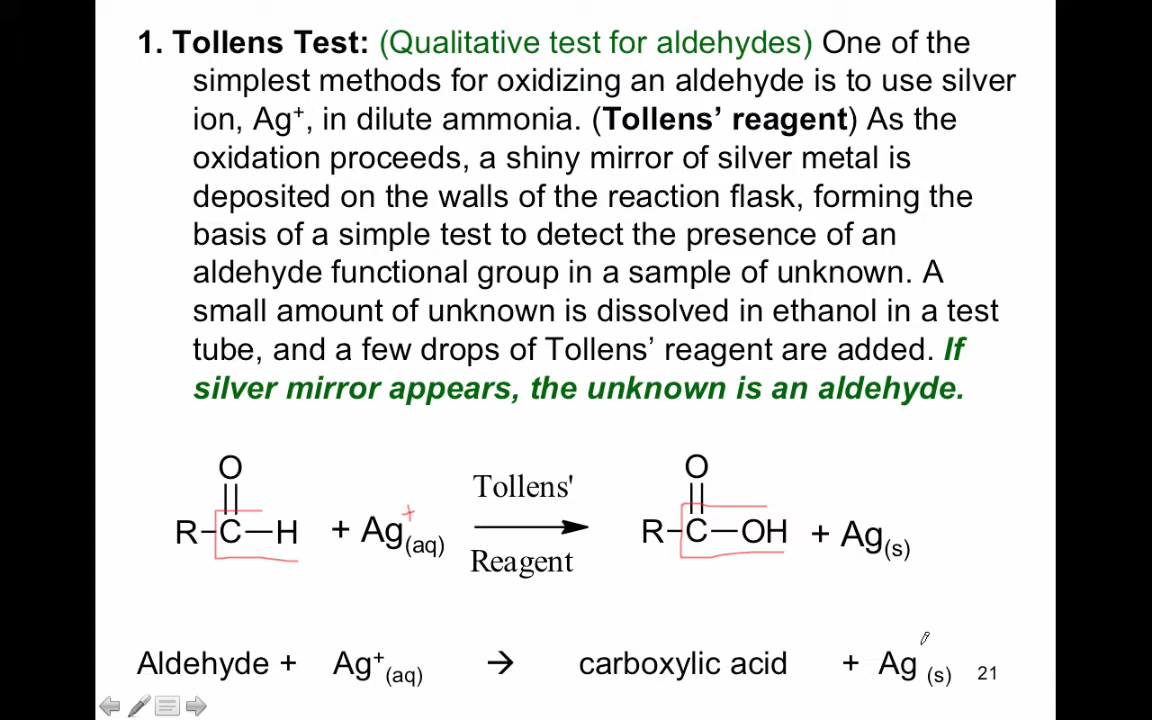 1. Tollens Test: (Qualitative test for aldehydes) One of the
simplest methods for oxidizing an aldehyde is to use silver
ion, Ag⁺, in dilute ammonia. (Tollens’ reagent) As the
oxidation proceeds, a shiny mirror of silver metal is
deposited on the walls of the reaction flask, forming the
basis of a simple test to detect the presence of an
aldehyde functional group in a sample of unknown. A
small amount of unknown is dissolved in ethanol in a test
tube, and a few drops of Tollens’ reagent are added. If
silver mirror appears, the unknown is an aldehyde.
O O
Tollens'
R–C—H + Ag⁺(aq) R–C—OH + Ag(s)
Reagent
Aldehyde + Ag⁺(aq) → carboxylic acid + Ag (s) 21